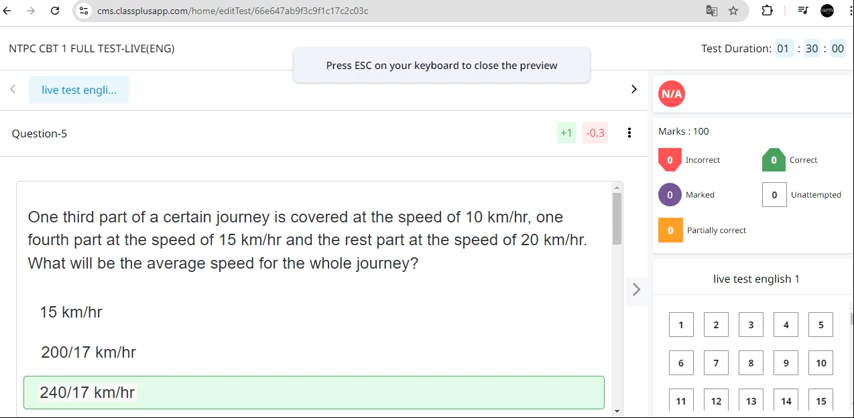 cms.classplusapp.com/home/editTest/66e647ab9f3c9f1c17c2c03c
NTPC CBT 1 FULL TEST-LIVE(ENG)
Press ESC on your keyboard to close the preview
Test Duration: 01 : 30 : 00
live test engli...
N/A
Question-5
+1 -0.3
Marks : 100
0 Incorrect
0 Correct
0 Marked
0 Unattempted
0 Partially correct
One third part of a certain journey is covered at the speed of 10 km/hr, one
fourth part at the speed of 15 km/hr and the rest part at the speed of 20 km/hr.
What will be the average speed for the whole journey?
15 km/hr
200/17 km/hr
240/17 km/hr
live test english 1
1 2 3 4 5
6 7 8 9 10
11 12 13 14 15